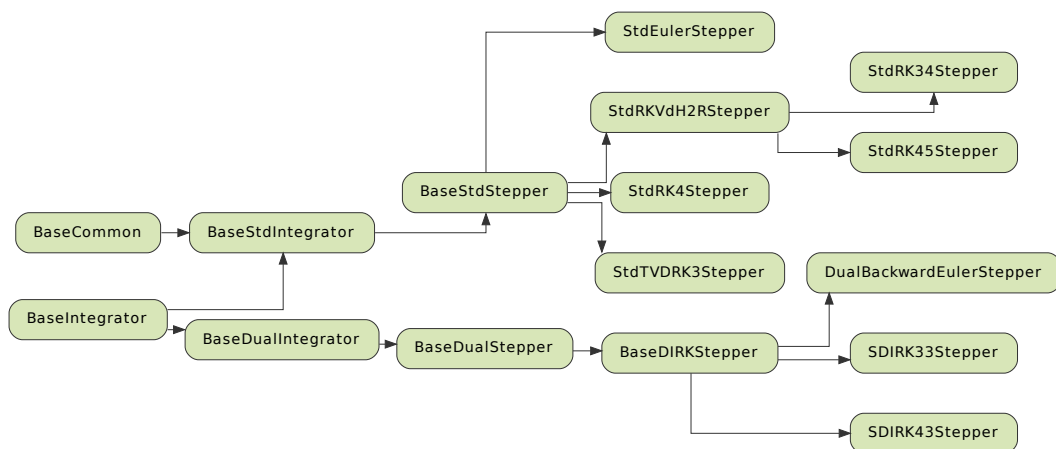 StdEulerStepper
StdRK34Stepper
StdRKVdH2RStepper
StdRK45Stepper
BaseStdStepper
StdRK4Stepper
BaseCommon
BaseStdIntegrator
StdTVDRK3Stepper
DualBackwardEulerStepper
BaseIntegrator
BaseDualIntegrator
BaseDualStepper
BaseDIRKStepper
SDIRK33Stepper
SDIRK43Stepper